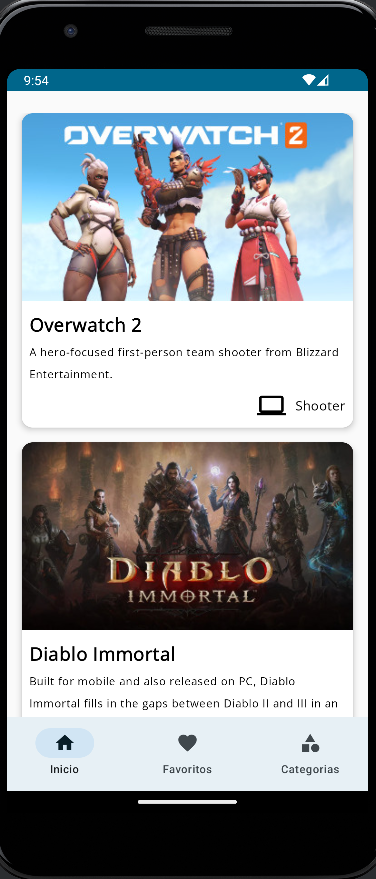 9:54
OVERWATCH 2
Overwatch 2
A hero-focused first-person team shooter from Blizzard
Entertainment.
Shooter
DIABLO
IMMORTAL
Diablo Immortal
Built for mobile and also released on PC, Diablo
Immortal fills in the gaps between Diablo II and III in an
Inicio Favoritos Categorias